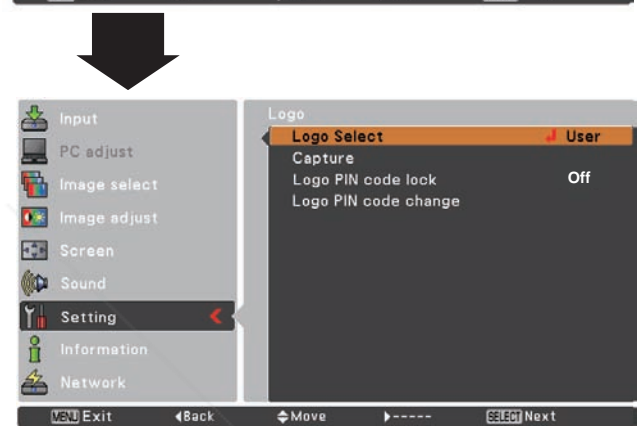 Input
PC adjust
Image select
Image adjust
Screen
Sound
Setting
Information
Network
Logo
Logo Select User
Capture
Logo PIN code lock Off
Logo PIN code change
MENU Exit ◀Back Move ▶----- SELECT Next